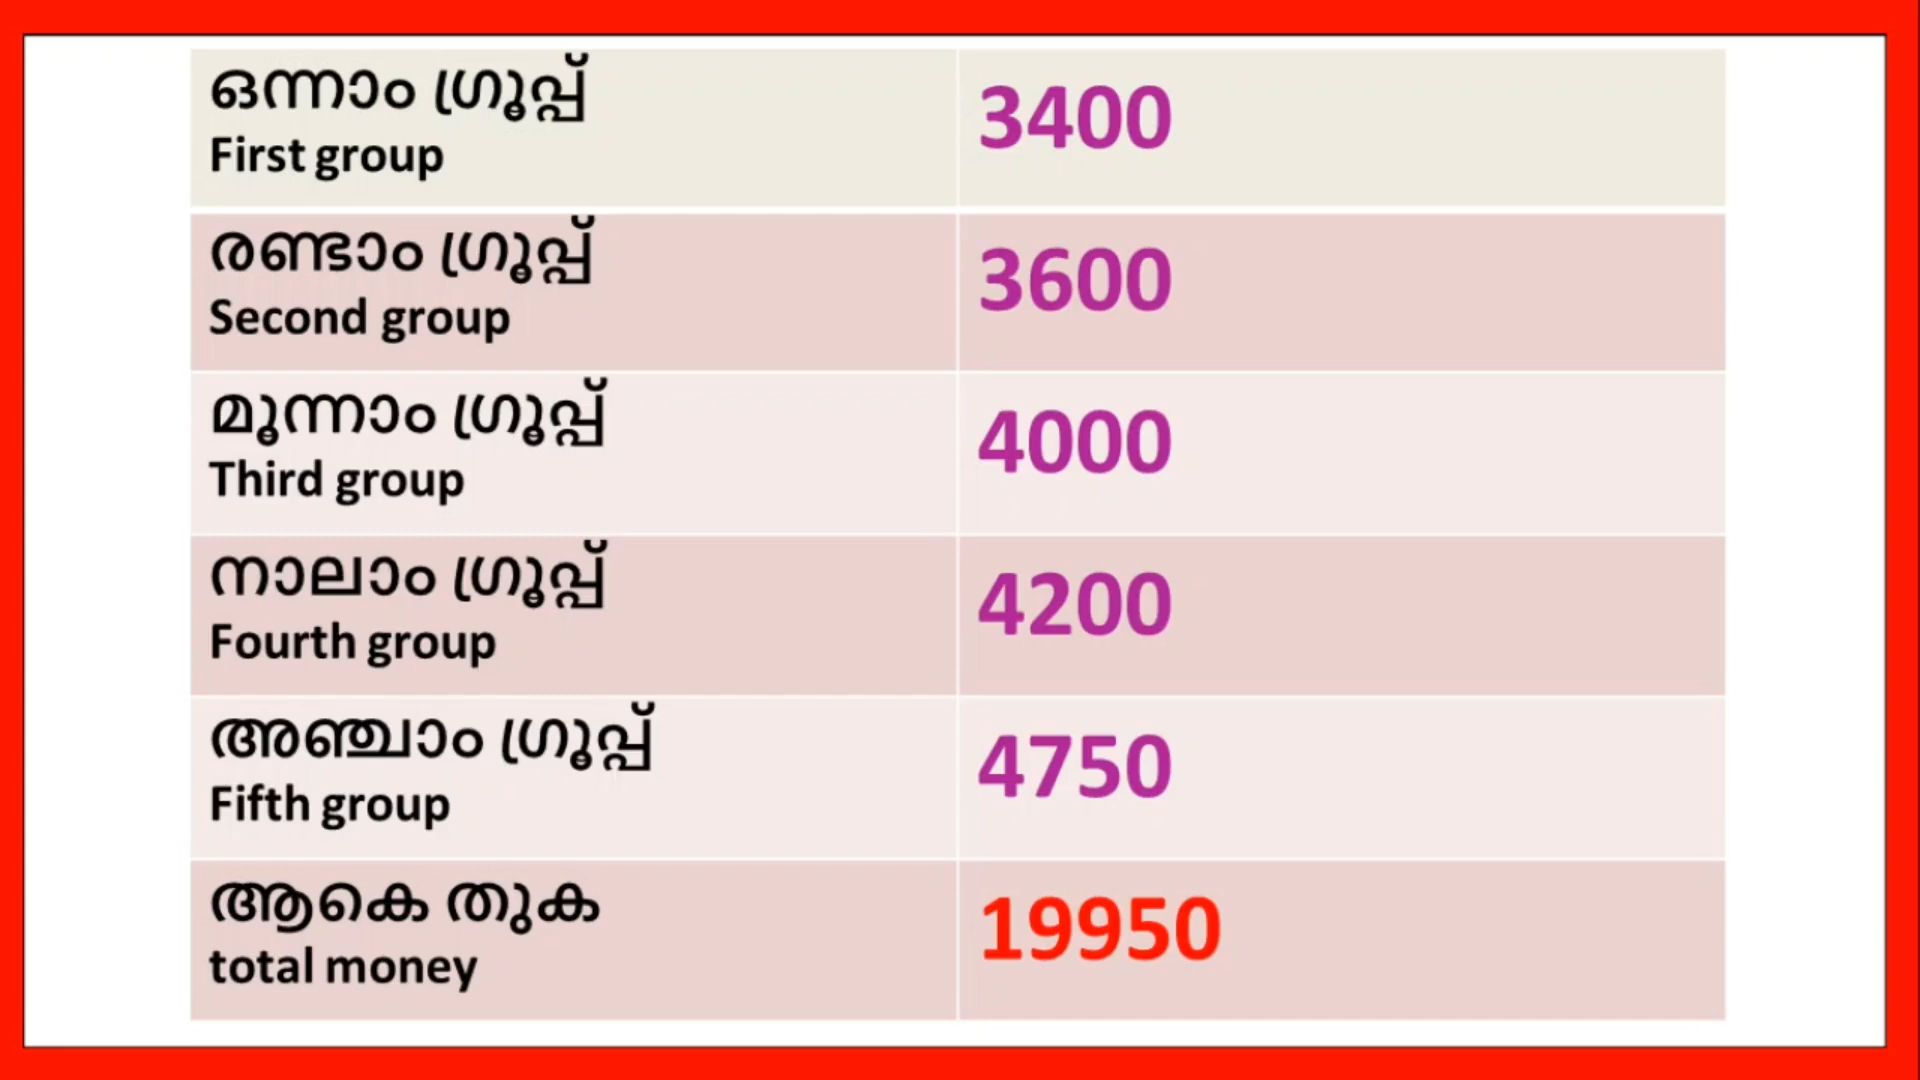 ഒന്നാം ഗ്രൂപ്പ്
First group
3400
രണ്ടാം ഗ്രൂപ്പ്
Second group
3600
മൂന്നാം ഗ്രൂപ്പ്
Third group
4000
നാലാം ഗ്രൂപ്പ്
Fourth group
4200
അഞ്ചാം ഗ്രൂപ്പ്
Fifth group
4750
ആകെ തുക
total money
19950